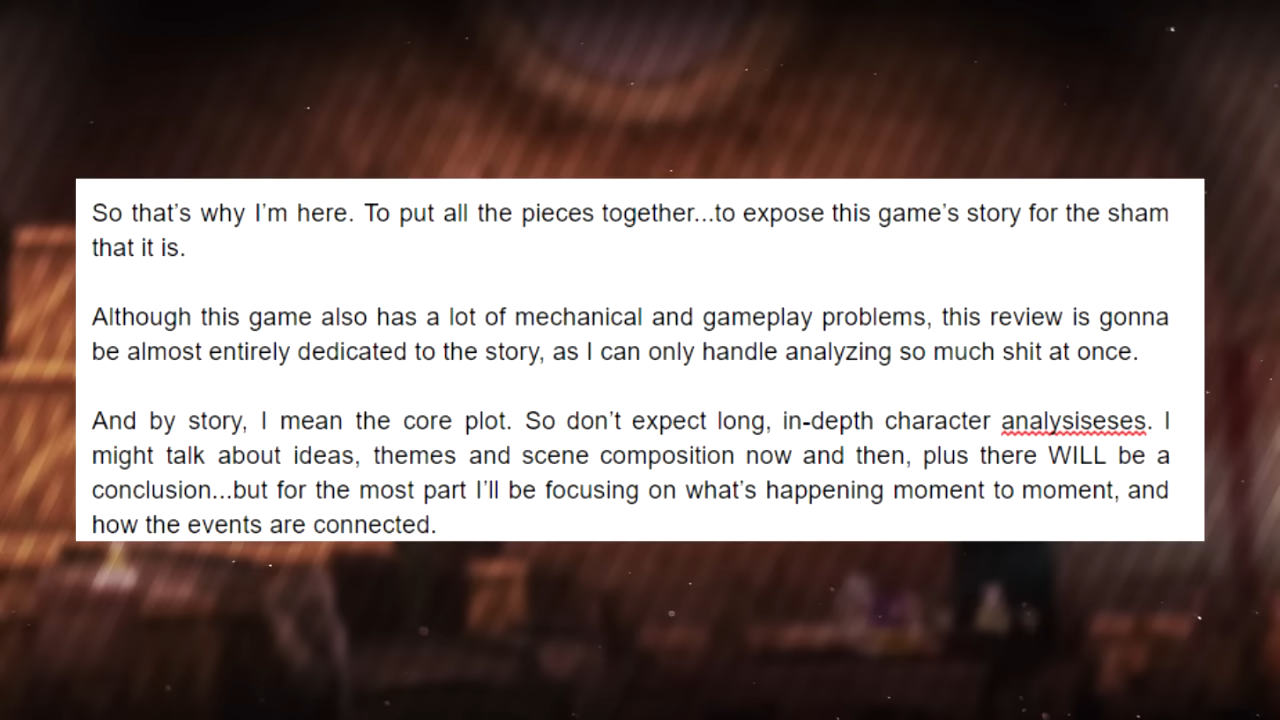 So that’s why I’m here. To put all the pieces together...to expose this game’s story for the sham
that it is.
Although this game also has a lot of mechanical and gameplay problems, this review is gonna
be almost entirely dedicated to the story, as I can only handle analyzing so much shit at once.
And by story, I mean the core plot. So don’t expect long, in-depth character analysiseses. I
might talk about ideas, themes and scene composition now and then, plus there WILL be a
conclusion...but for the most part I’ll be focusing on what’s happening moment to moment, and
how the events are connected.